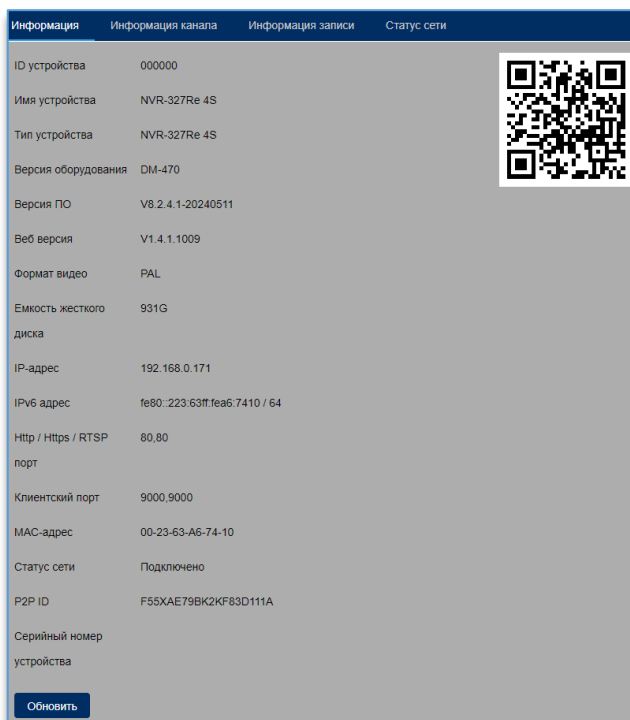 Информация Информация канала Информация записи Статус сети
ID устройства 000000
Имя устройства NVR-327Re 4S
Тип устройства NVR-327Re 4S
Версия оборудования DM-470
Версия ПО V8.2.4.1-20240511
Веб версия V1.4.1.1009
Формат видео PAL
Емкость жесткого 931G
диска
IP-адрес 192.168.0.171
IPv6 адрес fe80::223:63ff:fea6:7410 / 64
Http / Https / RTSP 80,80
порт
Клиентский порт 9000,9000
MAC-адрес 00-23-63-A6-74-10
Статус сети Подключено
P2P ID F55XAE79BK2KF83D111A
Серийный номер
устройства
Обновить